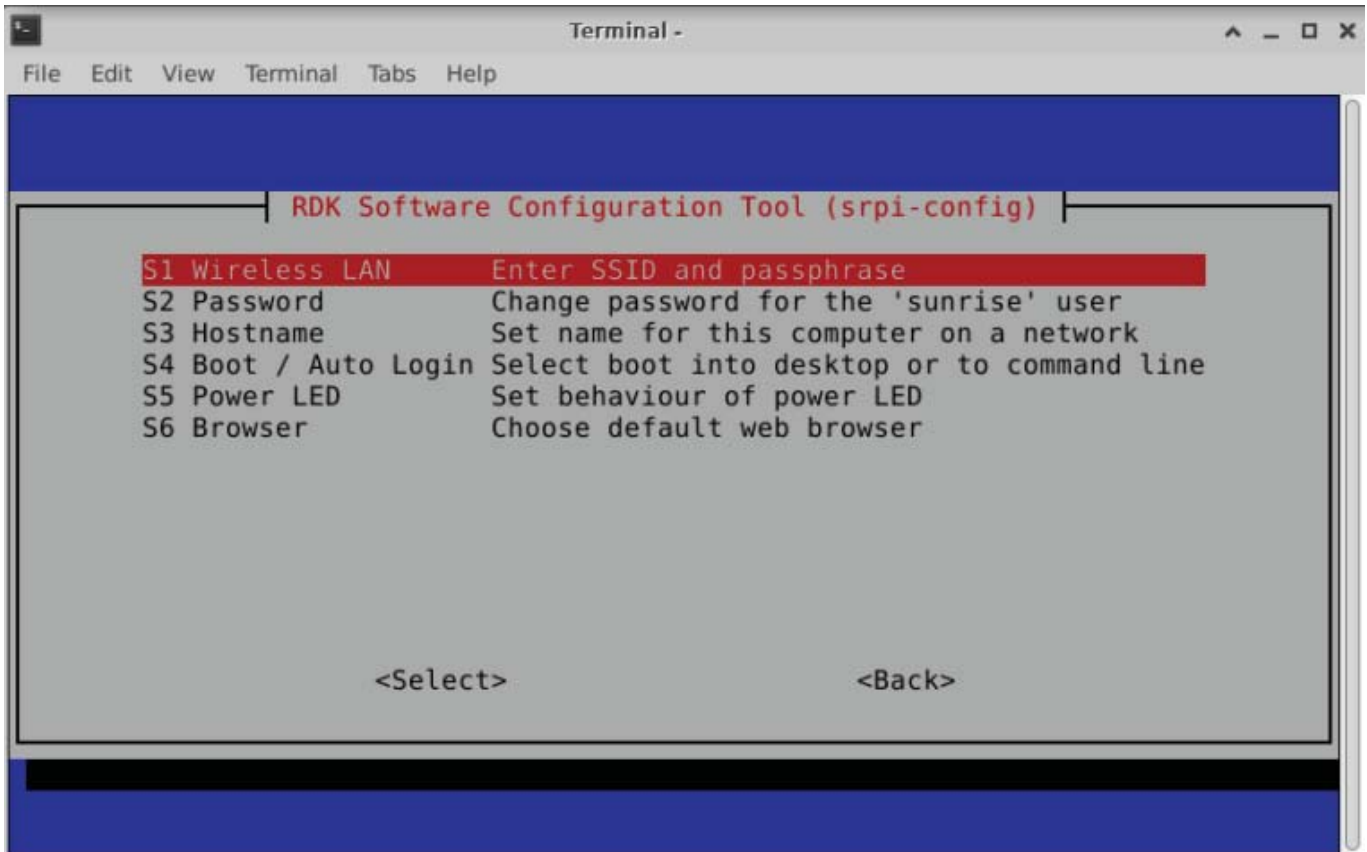 Terminal -
File Edit View Terminal Tabs Help
RDK Software Configuration Tool (srpi-config)
S1 Wireless LAN Enter SSID and passphrase
S2 Password Change password for the 'sunrise' user
S3 Hostname Set name for this computer on a network
S4 Boot / Auto Login Select boot into desktop or to command line
S5 Power LED Set behaviour of power LED
S6 Browser Choose default web browser
<Select> <Back>